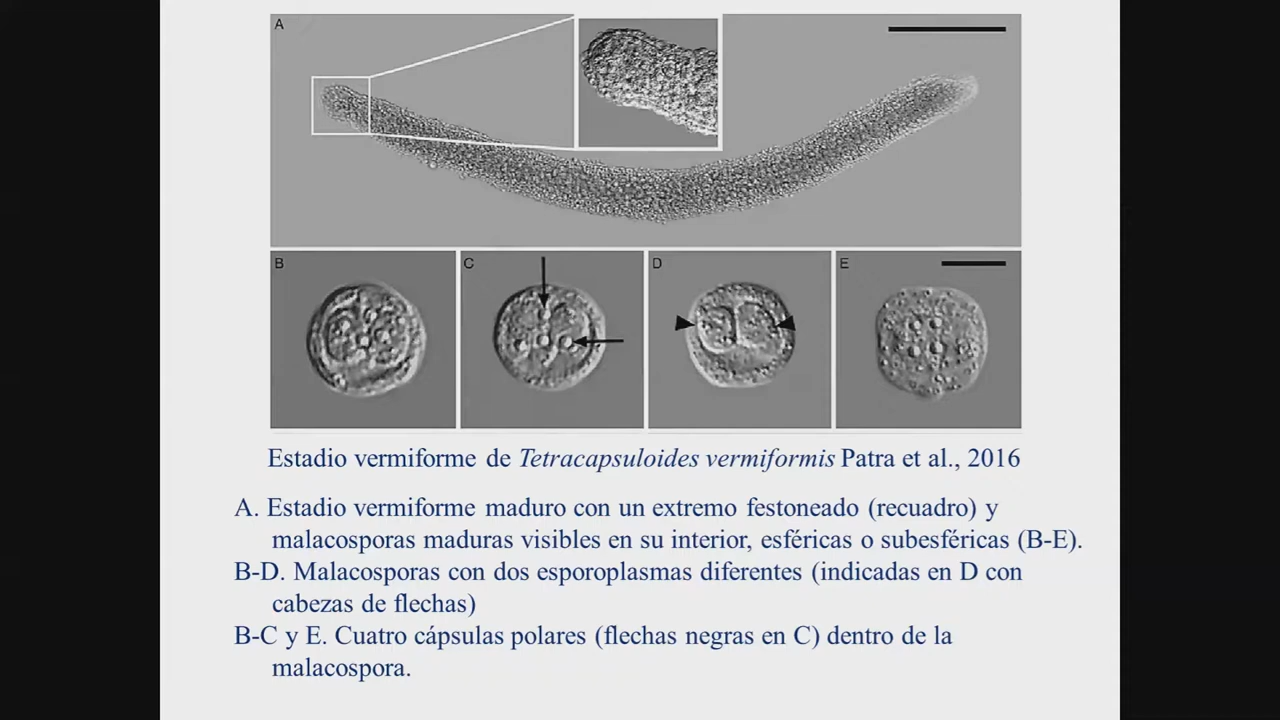 A
B
C
D
E
Estadio vermiforme de Tetracapsuloides vermiformis Patra et al., 2016
A. Estadio vermiforme maduro con un extremo festoneado (recuadro) y
malacosporas maduras visibles en su interior, esféricas o subesféricas (B-E).
B-D. Malacosporas con dos esporoplasmas diferentes (indicadas en D con
cabezas de flechas)
B-C y E. Cuatro cápsulas polares (flechas negras en C) dentro de la
malacospora.